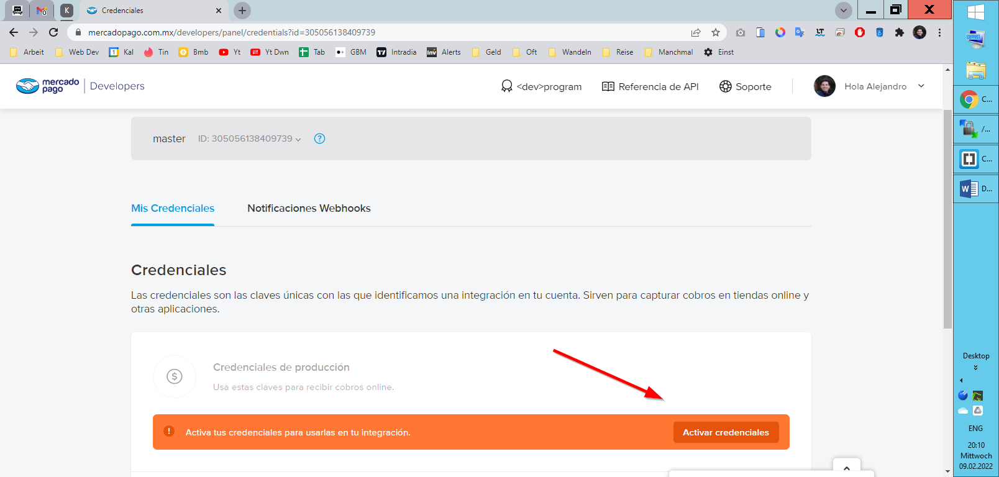 Credenciales
mercadopago.com.mx/developers/panel/credentials?id=305056138409739
Arbeit Web Dev Kal Tin Bmb Yt Yt Dwn Tab GBM Intradia Alerts Geld Oft Wandeln Reise Manchmal Einst
mercado pago Developers
<dev>program Referencia de API Soporte Hola Alejandro
master ID: 305056138409739 ?
Mis Credenciales Notificaciones Webhooks
Credenciales
Las credenciales son las claves únicas con las que identificamos una integración en tu cuenta. Sirven para capturar cobros en tiendas online y
otras aplicaciones.
$ Credenciales de producción
Usa estas claves para recibir cobros online.
! Activa tus credenciales para usarlas en tu integración. Activar credenciales
C...
/...
C...
D...
Desktop
ENG
20:10
Mittwoch
09.02.2022